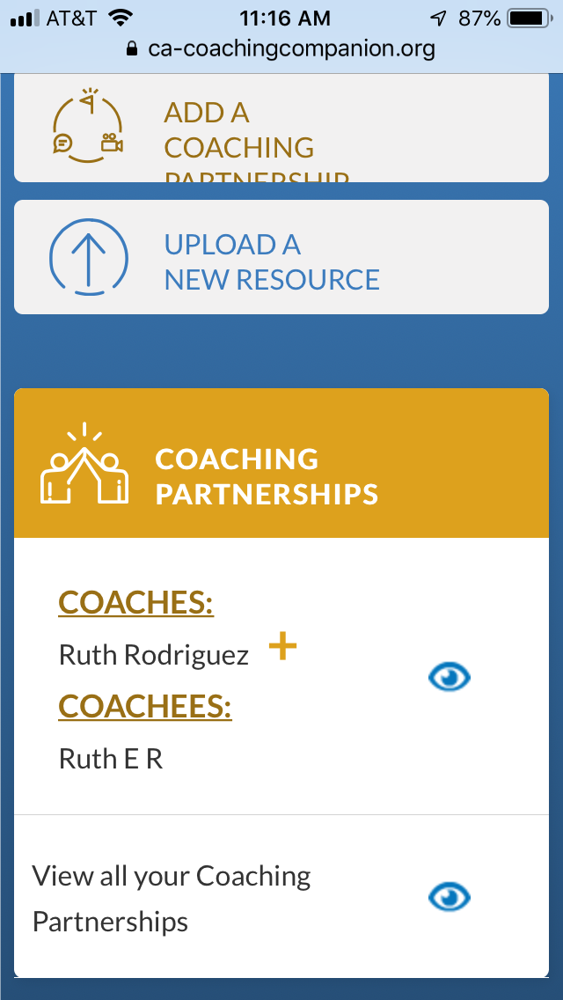 AT&T 11:16 AM 87%
ca-coachingcompanion.org
ADD A
COACHING
PARTNERSHIP
UPLOAD A
NEW RESOURCE
COACHING
PARTNERSHIPS
COACHES:
Ruth Rodriguez +
COACHEES:
Ruth E R
View all your Coaching
Partnerships